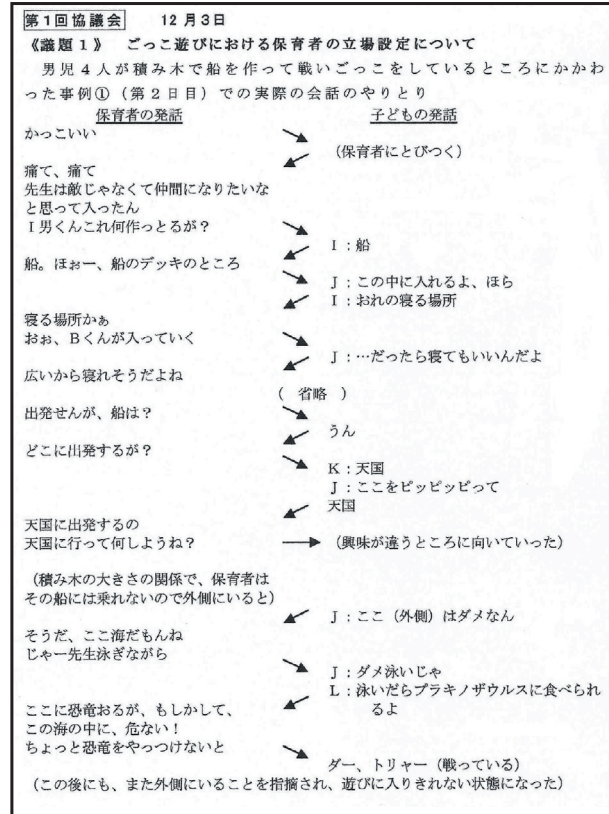 第1回協議会　　12月3日
《議題1》　ごっこ遊びにおける保育者の立場設定について
男児4人が積み木で船を作って戦いごっこをしているところにかかわ
った事例①（第2日目）での実際の会話のやりとり
保育者の発話　　子どもの発話
かっこいい
（保育者にとびつく）
痛て、痛て
先生は敵じゃなくて仲間になりたいな
と思って入ったん
I男くんこれ何作っとるが？
I：船
船。ほぉー、船のデッキのところ
J：この中に入れるよ、ほら
I：おれの寝る場所
寝る場所かぁ
おぉ、Bくんが入っていく
J：…だったら寝てもいいんだよ
広いから寝れそうだよね
（　省略　）
出発せんが、船は？
うん
どこに出発するが？
K：天国
J：ここをピッピッピって
天国
天国に出発するの
天国に行って何しようね？
（興味が違うところに向いていった）
（積み木の大きさの関係で、保育者は
その船には乗れないので外側にいると）
J：ここ（外側）はダメなん
そうだ、ここ海だもんね
じゃー先生泳ぎながら
J：ダメ泳いじゃ
L：泳いだらブラキノザウルスに食べられ
るよ
ここに恐竜おるが、もしかして、
この海の中に、危ない！
ちょっと恐竜をやっつけないと
ダー、トリャー（戦っている）
（この後にも、また外側にいることを指摘され、遊びに入りきれない状態になった）